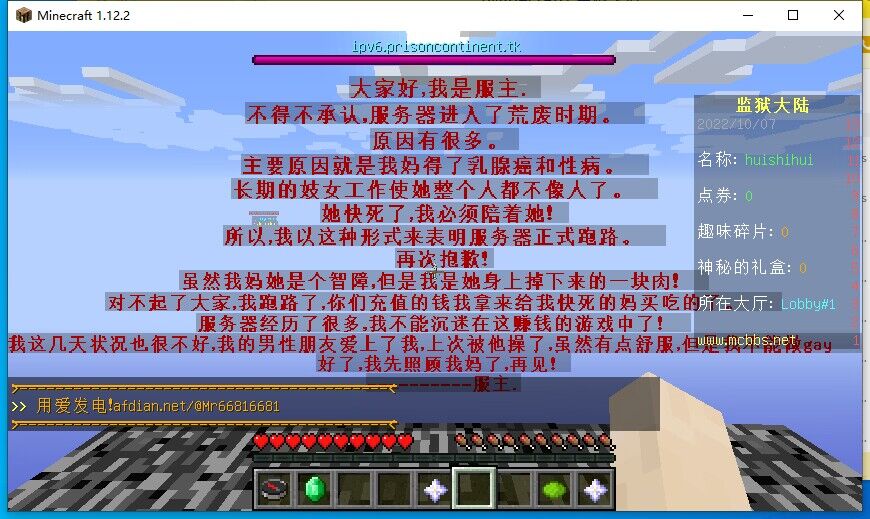 Minecraft 1.12.2
ipv6.prisoncontinent.tk
大家好,我是服主.
不得不承认,服务器进入了荒废时期。
原因有很多。
主要原因就是我妈得了乳腺癌和性病。
长期的妓女工作使她整个人都不像人了。
她快死了,我必须陪着她!
所以,我以这种形式来表明服务器正式跑路。
再次抱歉!
虽然我妈她是个智障,但是我是她身上掉下来的一块肉!
对不起了大家,我跑路了,你们充值的钱我拿来给我快死的妈买吃的
服务器经历了很多,我不能沉迷在这赚钱的游戏中了!
我这几天状况也很不好,我的男性朋友爱上了我,上次被他操了,虽然有点舒服,但是我不能做gay
好了,我先照顾我妈了,再见!
----------服主.
监狱大陆
2022/10/07
名称: huishihui
点券: 0
趣味碎片: 0
神秘的礼盒: 0
所在大厅: Lobby#1
www.mcbbs.net
1
>> 用爱发电!afdian.net/@Mr66816681